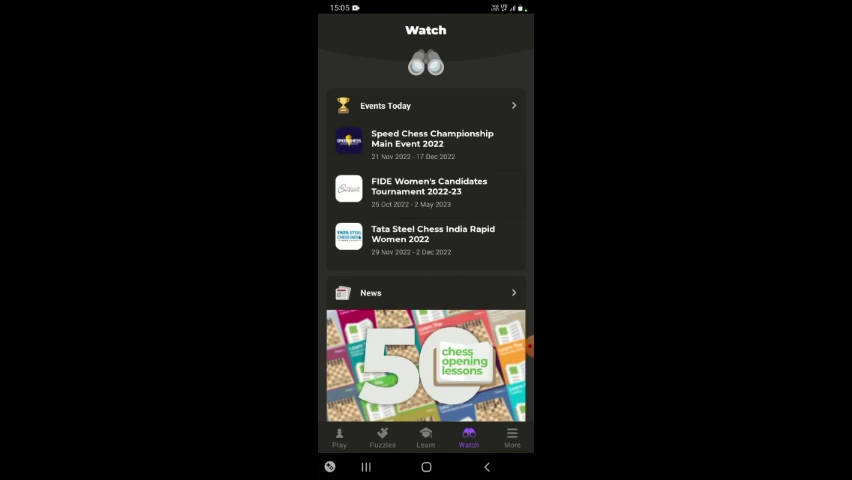 15:05
Watch
Events Today
Speed Chess Championship
Main Event 2022
21 Nov 2022 - 17 Dec 2022
FIDE Women's Candidates
Tournament 2022-23
25 Oct 2022 - 2 May 2023
Tata Steel Chess India Rapid
Women 2022
29 Nov 2022 - 2 Dec 2022
News
50
chess
opening
lessons
Play
Puzzles
Learn
Watch
More